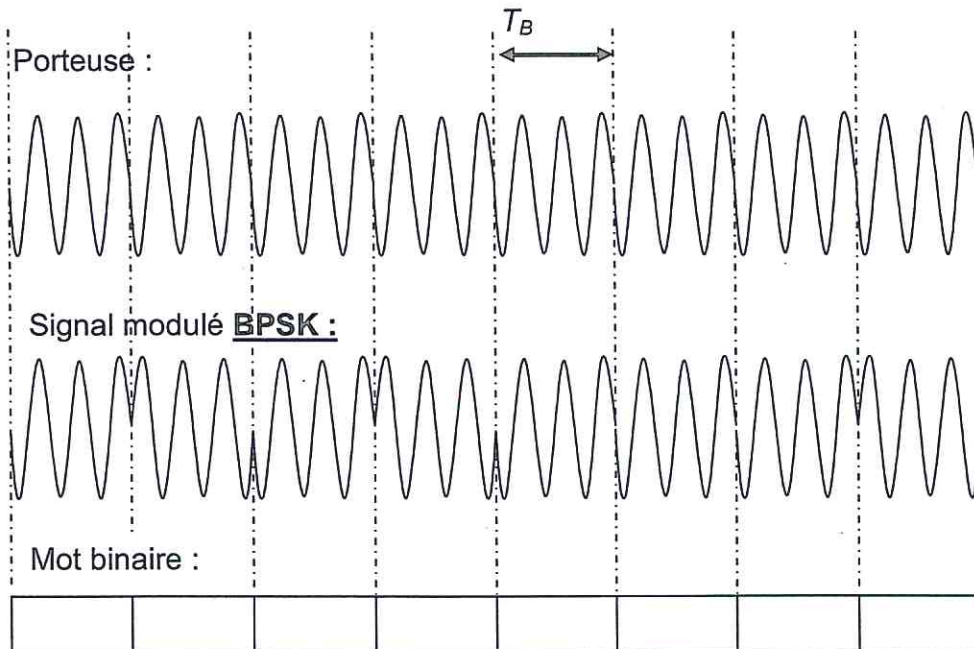 T_B
Porteuse :
Signal modulé BPSK :
Mot binaire :